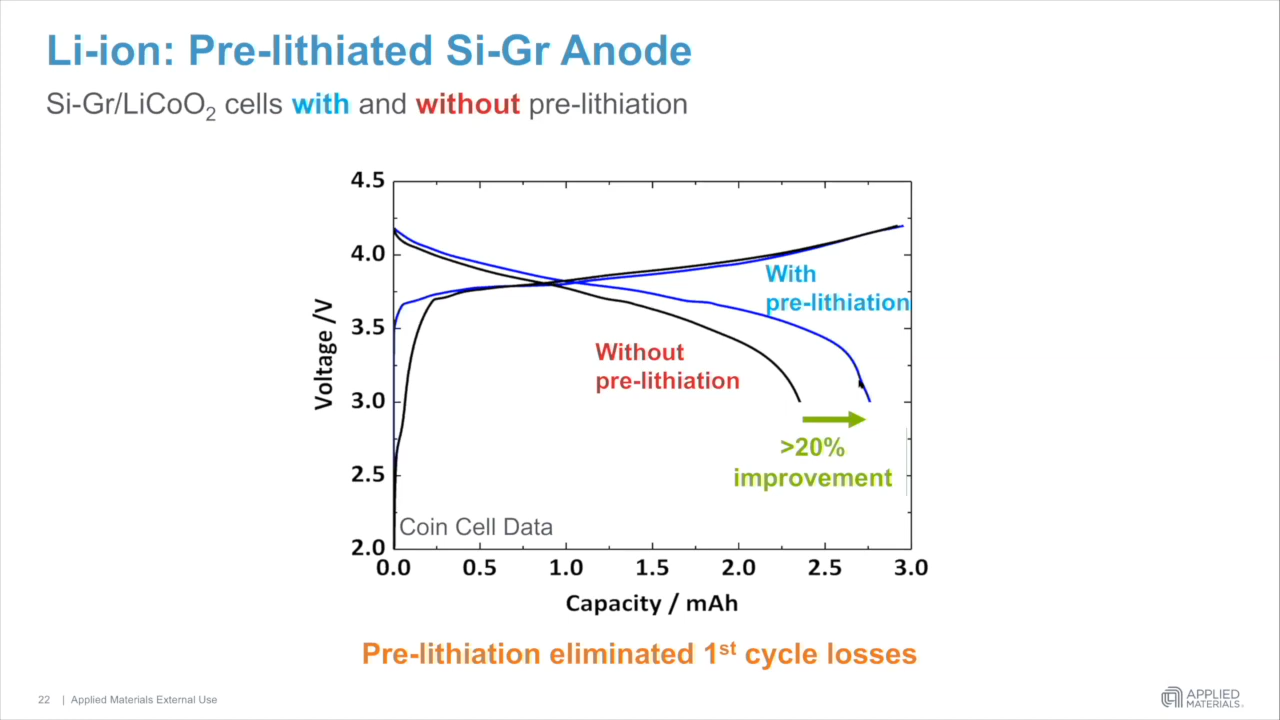 Li-ion: Pre-lithiated Si-Gr Anode
Si-Gr/LiCoO₂ cells with and without pre-lithiation
4.5
4.0
3.5
3.0
2.5
2.0
Voltage /V
With
pre-lithiation
Without
pre-lithiation
>20%
improvement
Coin Cell Data
0.0 0.5 1.0 1.5 2.0 2.5 3.0
Capacity / mAh
Pre-lithiation eliminated 1st cycle losses
22 | Applied Materials External Use
APPLIED
MATERIALS